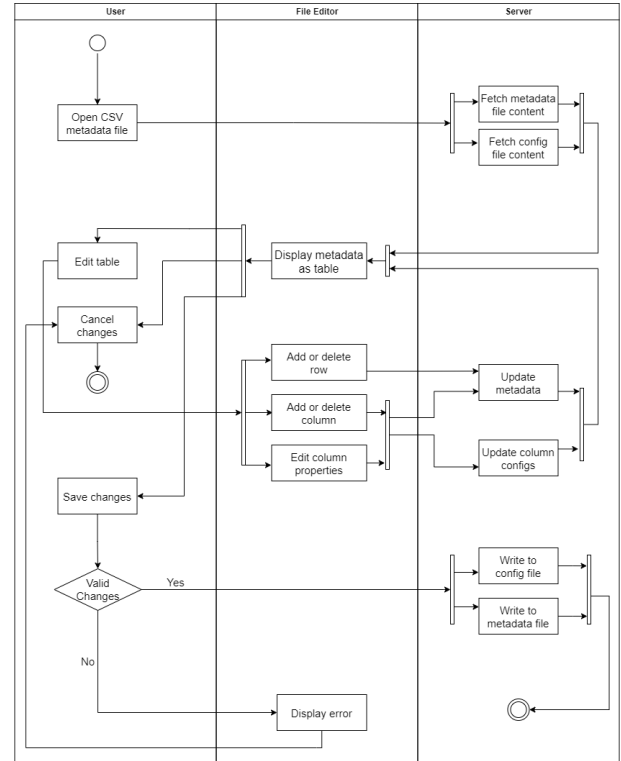 User
File Editor
Server
Open CSV
metadata file
Fetch metadata
file content
Fetch config
file content
Edit table
Display metadata
as table
Cancel
changes
Add or delete
row
Update
metadata
Add or delete
column
Edit column
properties
Update column
configs
Save changes
Valid
Changes
Yes
Write to
config file
Write to
metadata file
No
Display error